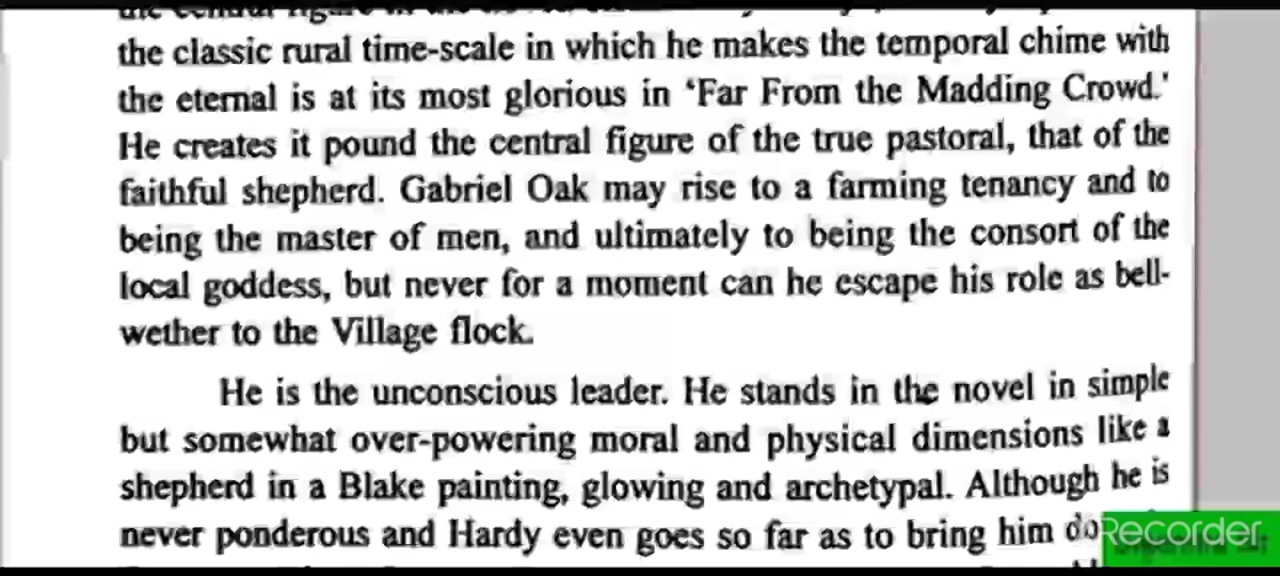 the classic rural time-scale in which he makes the temporal chime with
the eternal is at its most glorious in ‘Far From the Madding Crowd.’
He creates it pound the central figure of the true pastoral, that of the
faithful shepherd. Gabriel Oak may rise to a farming tenancy and to
being the master of men, and ultimately to being the consort of the
local goddess, but never for a moment can he escape his role as bell-
wether to the Village flock.
He is the unconscious leader. He stands in the novel in simple
but somewhat over-powering moral and physical dimensions like a
shepherd in a Blake painting, glowing and archetypal. Although he is
never ponderous and Hardy even goes so far as to bring him
Recorder